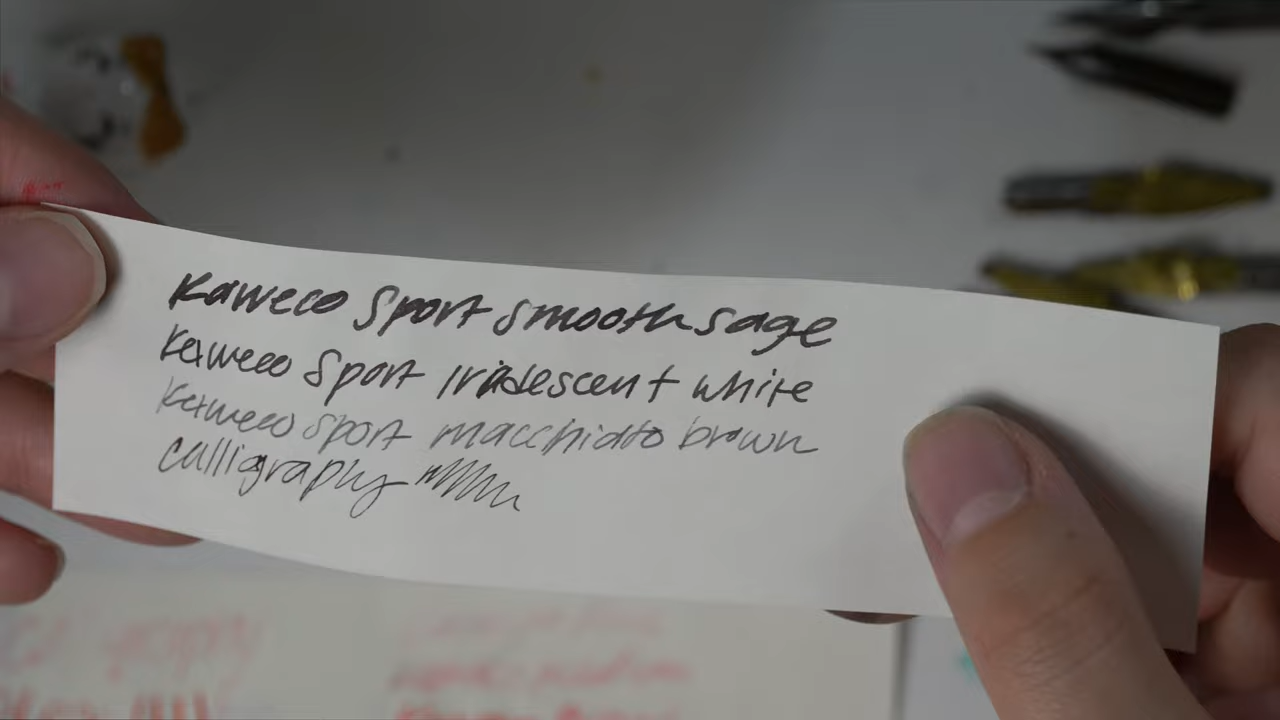 Kaweco Sport smooth sage
Kaweco Sport Iridescent white
Kaweco Sport macchiato brown
calligraphy